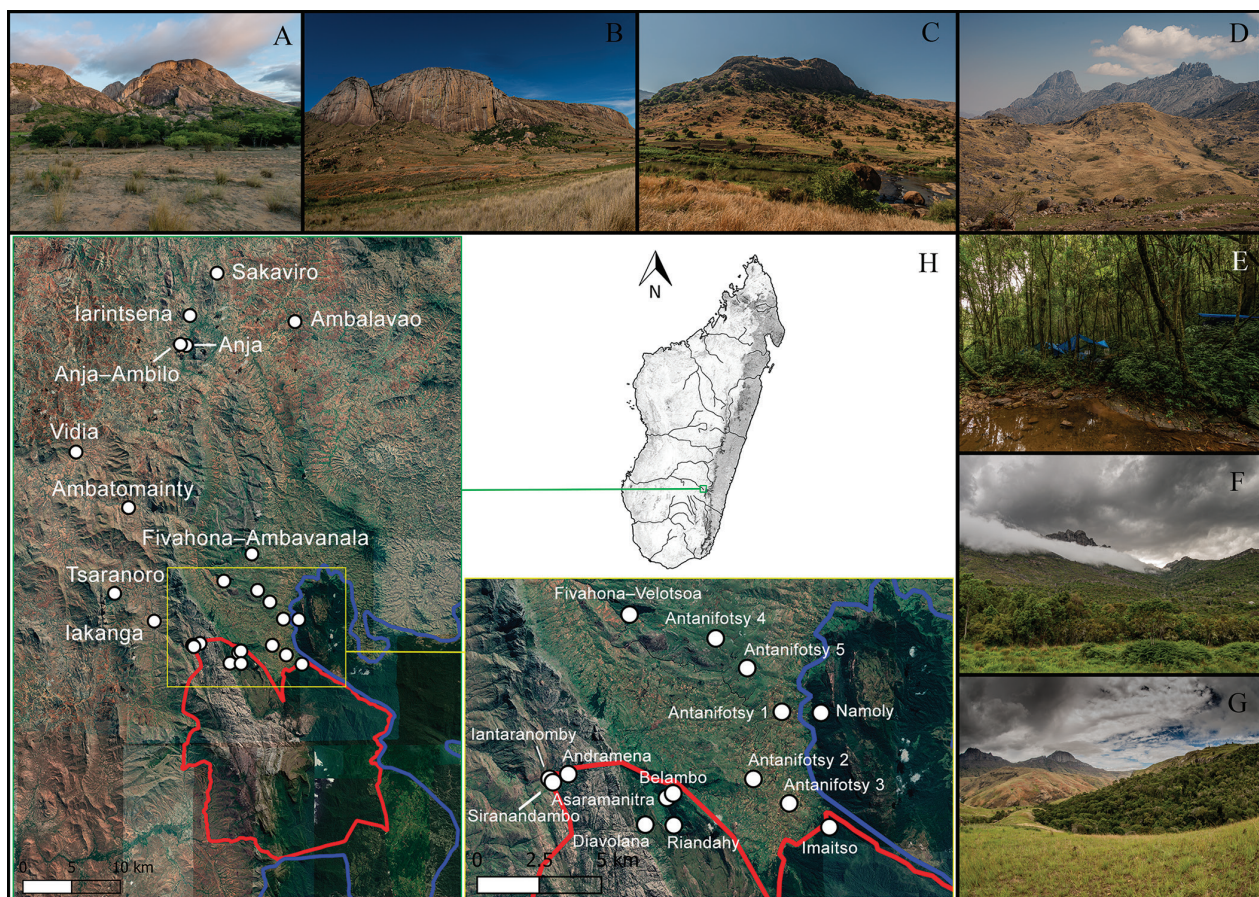 A
B
C
D
E
F
G
H
N
Sakaviro
Iarintsena
Ambalavao
Anja
Anja–Ambilo
Vidia
Ambatomainty
Fivahona–Ambavanala
Tsaranoro
Iakanga
0 5 10 km
Fivahona–Velotsoa
Antanifotsy 4
Antanifotsy 5
Antanifotsy 1
Namoly
Iantaranomby
Andramena
Antanifotsy 2
Belambo
Antanifotsy 3
Asaramanitra
Siranandambo
Diavolana
Riandahy
Imaitso
0 2.5 5 km